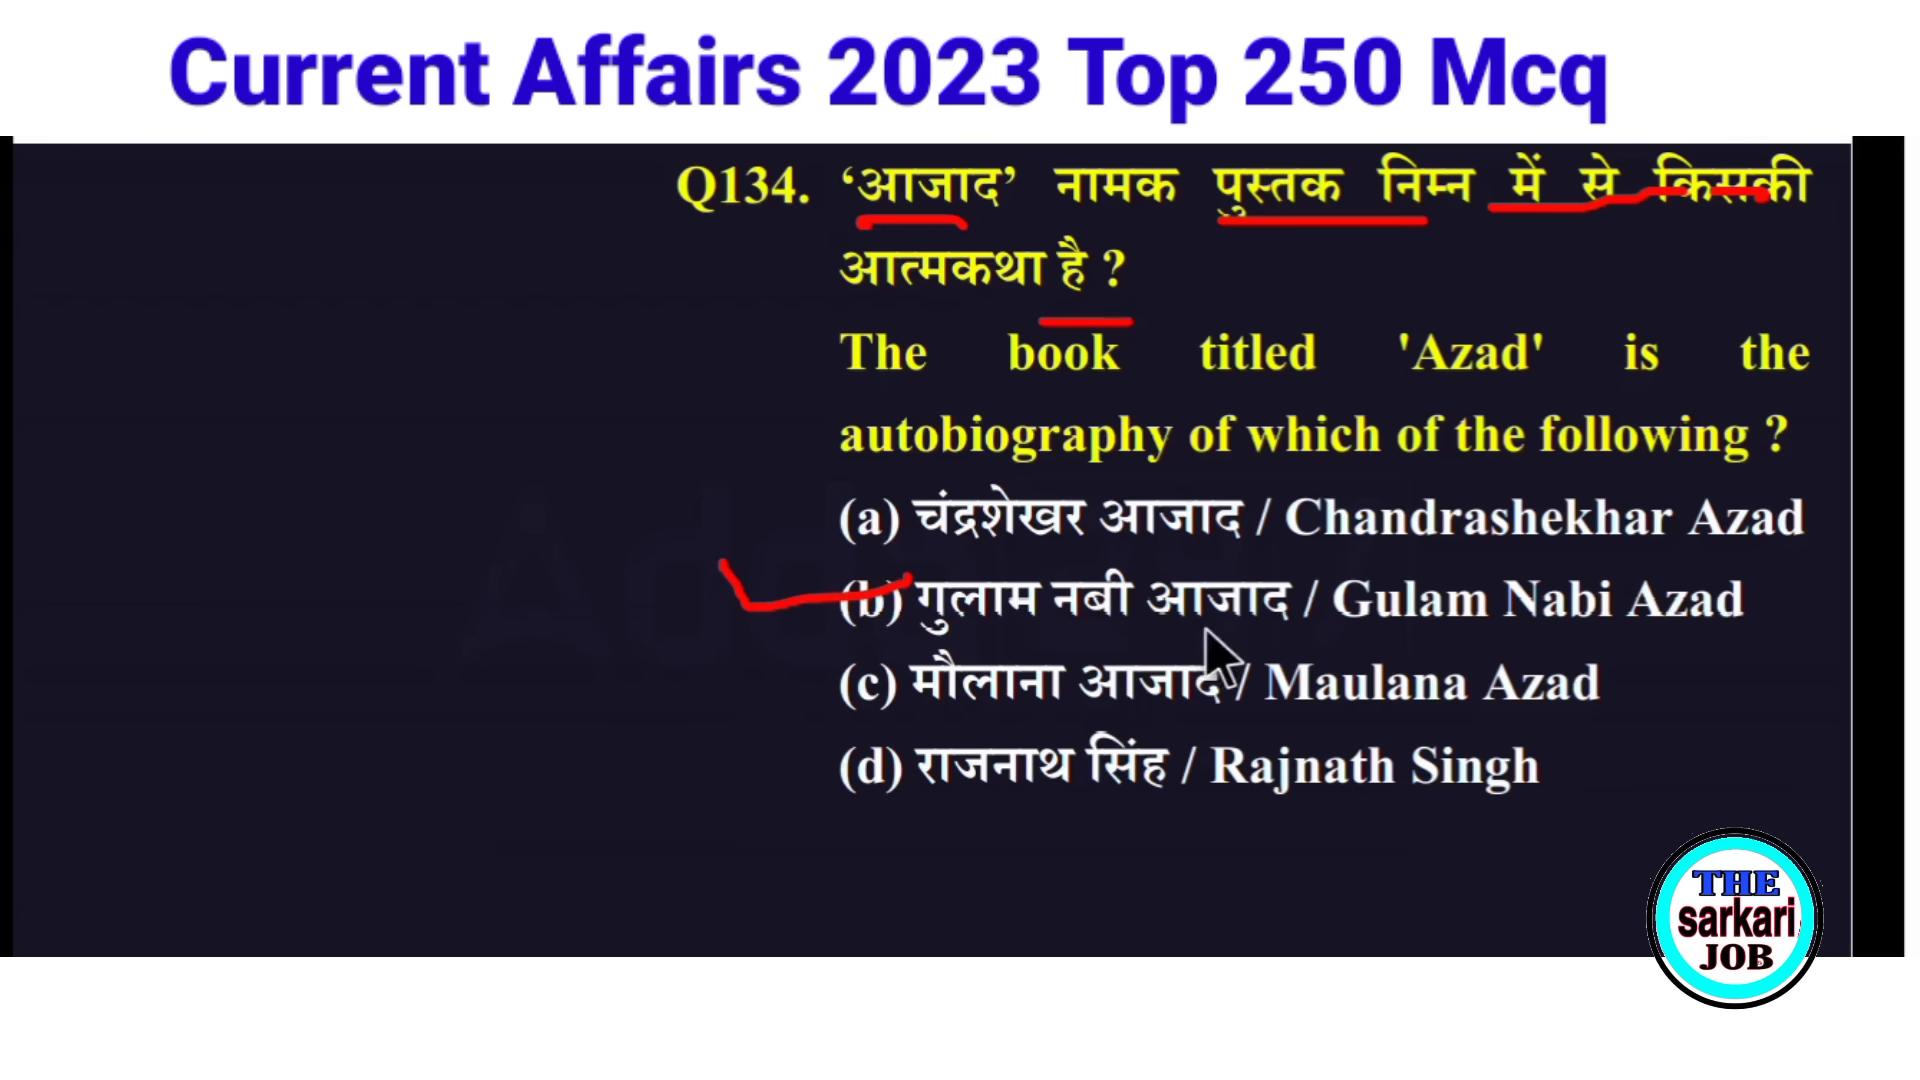 Current Affairs 2023 Top 250 Mcq
Q134. ‘आजाद’ नामक पुस्तक निम्न में से किसकी
आत्मकथा है ?
The book titled 'Azad' is the
autobiography of which of the following ?
(a) चंद्रशेखर आजाद / Chandrashekhar Azad
(b) गुलाम नबी आजाद / Gulam Nabi Azad
(c) मौलाना आजाद / Maulana Azad
(d) राजनाथ सिंह / Rajnath Singh
THE
sarkari
JOB